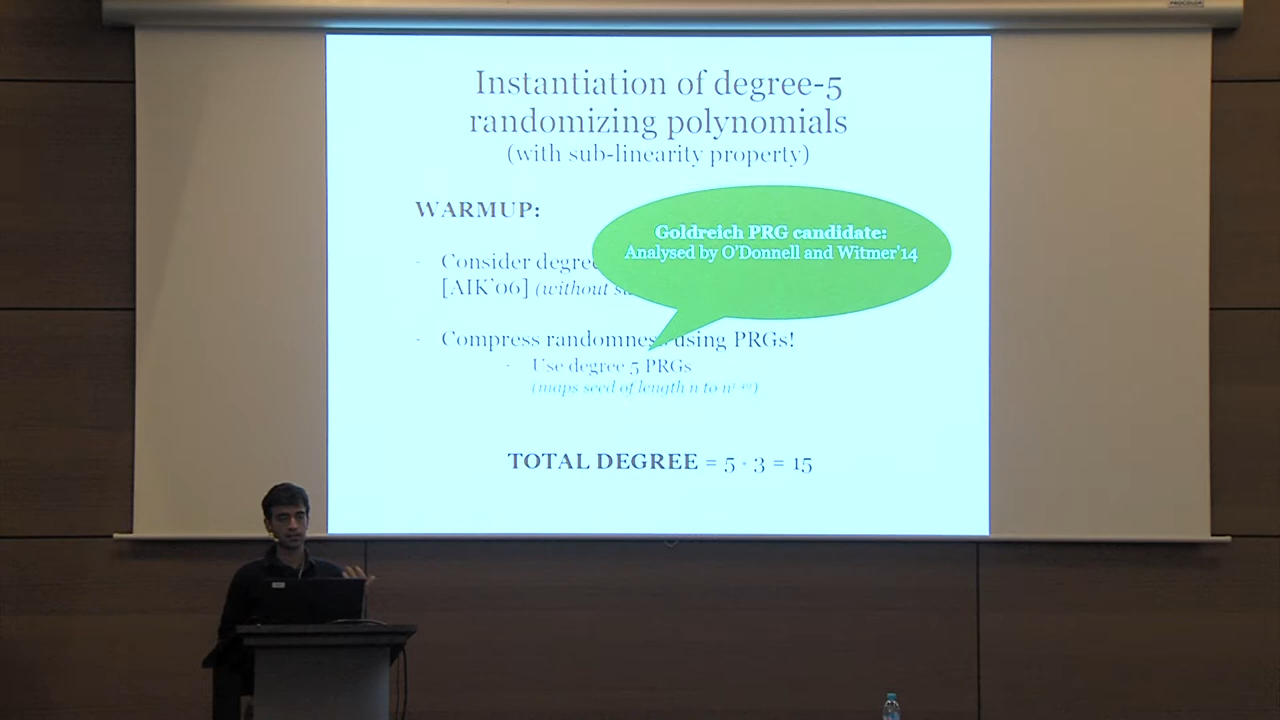 Instantiation of degree-5
randomizing polynomials
(with sub-linearity property)
WARMUP:
Goldreich PRG candidate:
Analysed by O'Donnell and Witmer'14
- Consider degree
[AIK'06] (without
- Compress randomness using PRGs!
- Use degree 5 PRGs
(maps seed of length n to
TOTAL DEGREE = 5 · 3 = 15